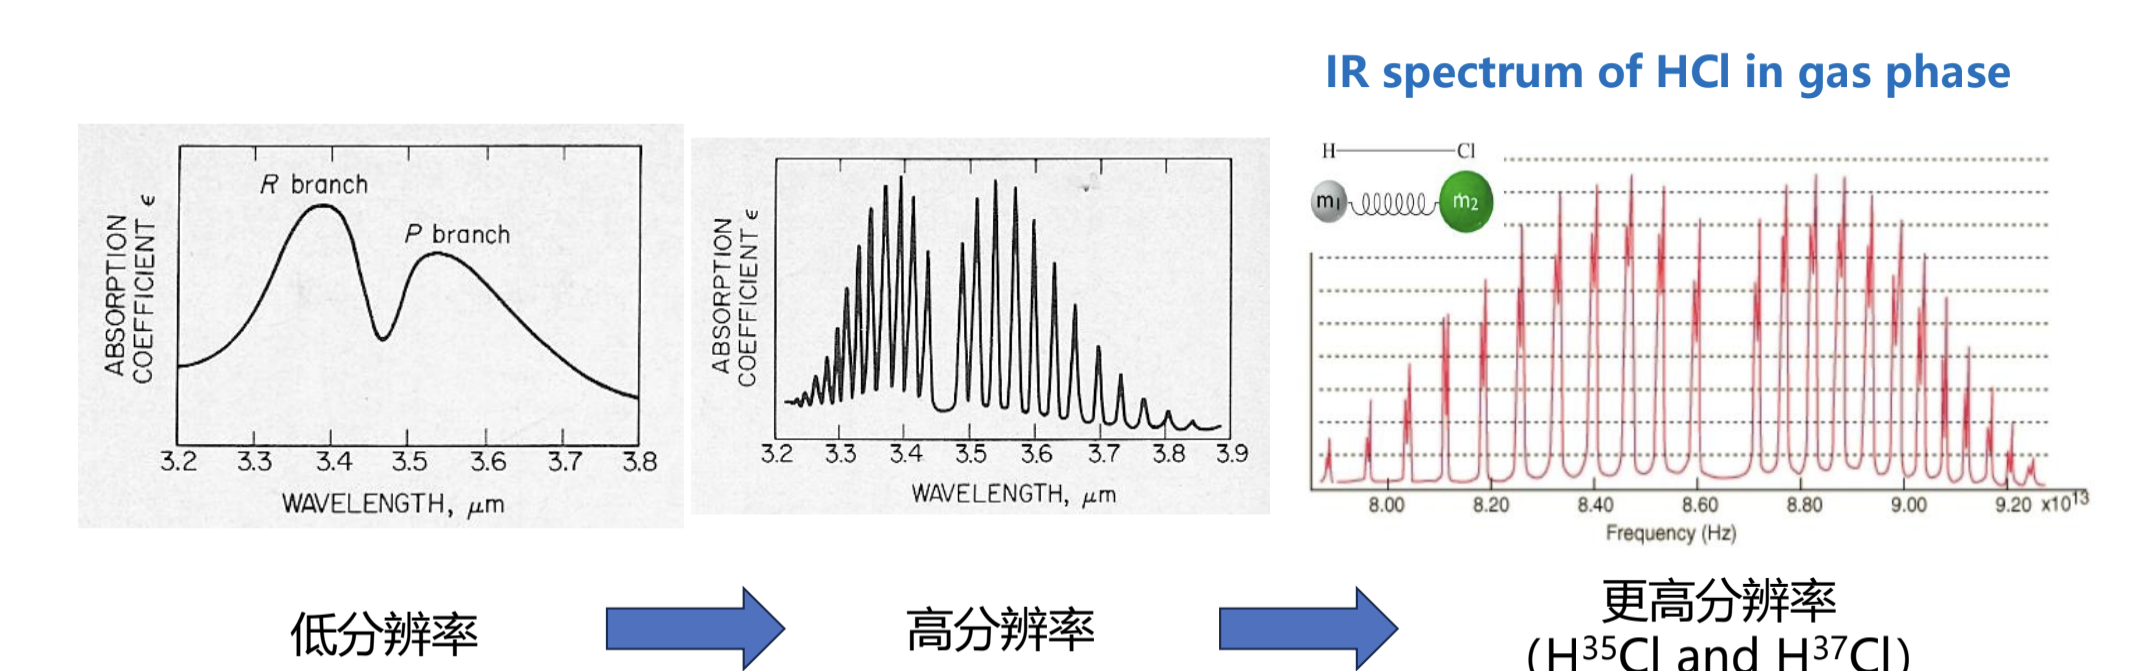 IR spectrum of HCl in gas phase
R branch
P branch
ABSORPTION
COEFFICIENT ϵ
3.2 3.3 3.4 3.5 3.6 3.7 3.8
WAVELENGTH, μm
ABSORPTION
COEFFICIENT ϵ
3.2 3.3 3.4 3.5 3.6 3.7 3.8 3.9
WAVELENGTH, μm
H Cl
m₁ m₂
8.00 8.20 8.40 8.60 8.80 9.00 9.20 x10¹³
Frequency (Hz)
低分辨率
高分辨率
更高分辨率
(H³⁵Cl and H³⁷Cl)